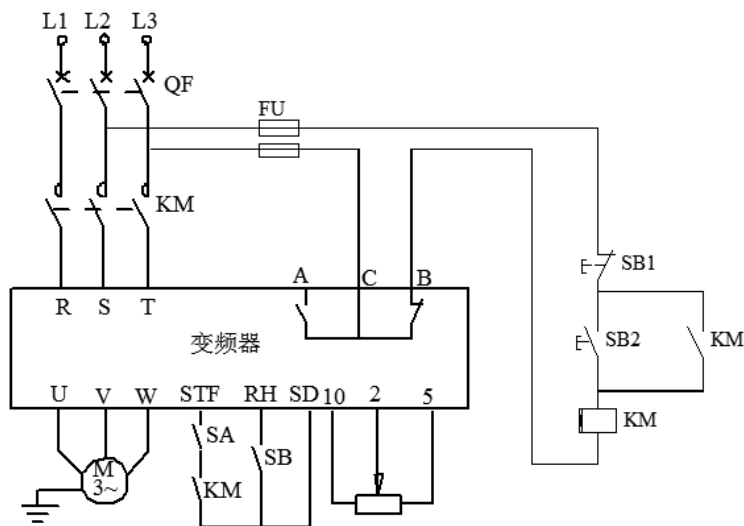 L1 L2 L3
QF
FU
KM
A C B
SB1
R S T
变频器
SB2 KM
U V W STF RH SD 10 2 5
KM
SA
SB
M
3~
KM